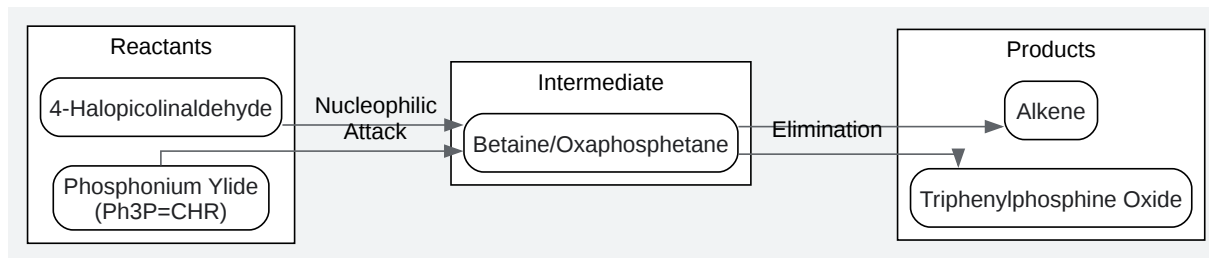 Reactants
4-Halopicolinaldehyde
Phosphonium Ylide
(Ph3P=CHR)
Nucleophilic
Attack
Intermediate
Betaine/Oxaphosphetane
Elimination
Products
Alkene
Triphenylphosphine Oxide